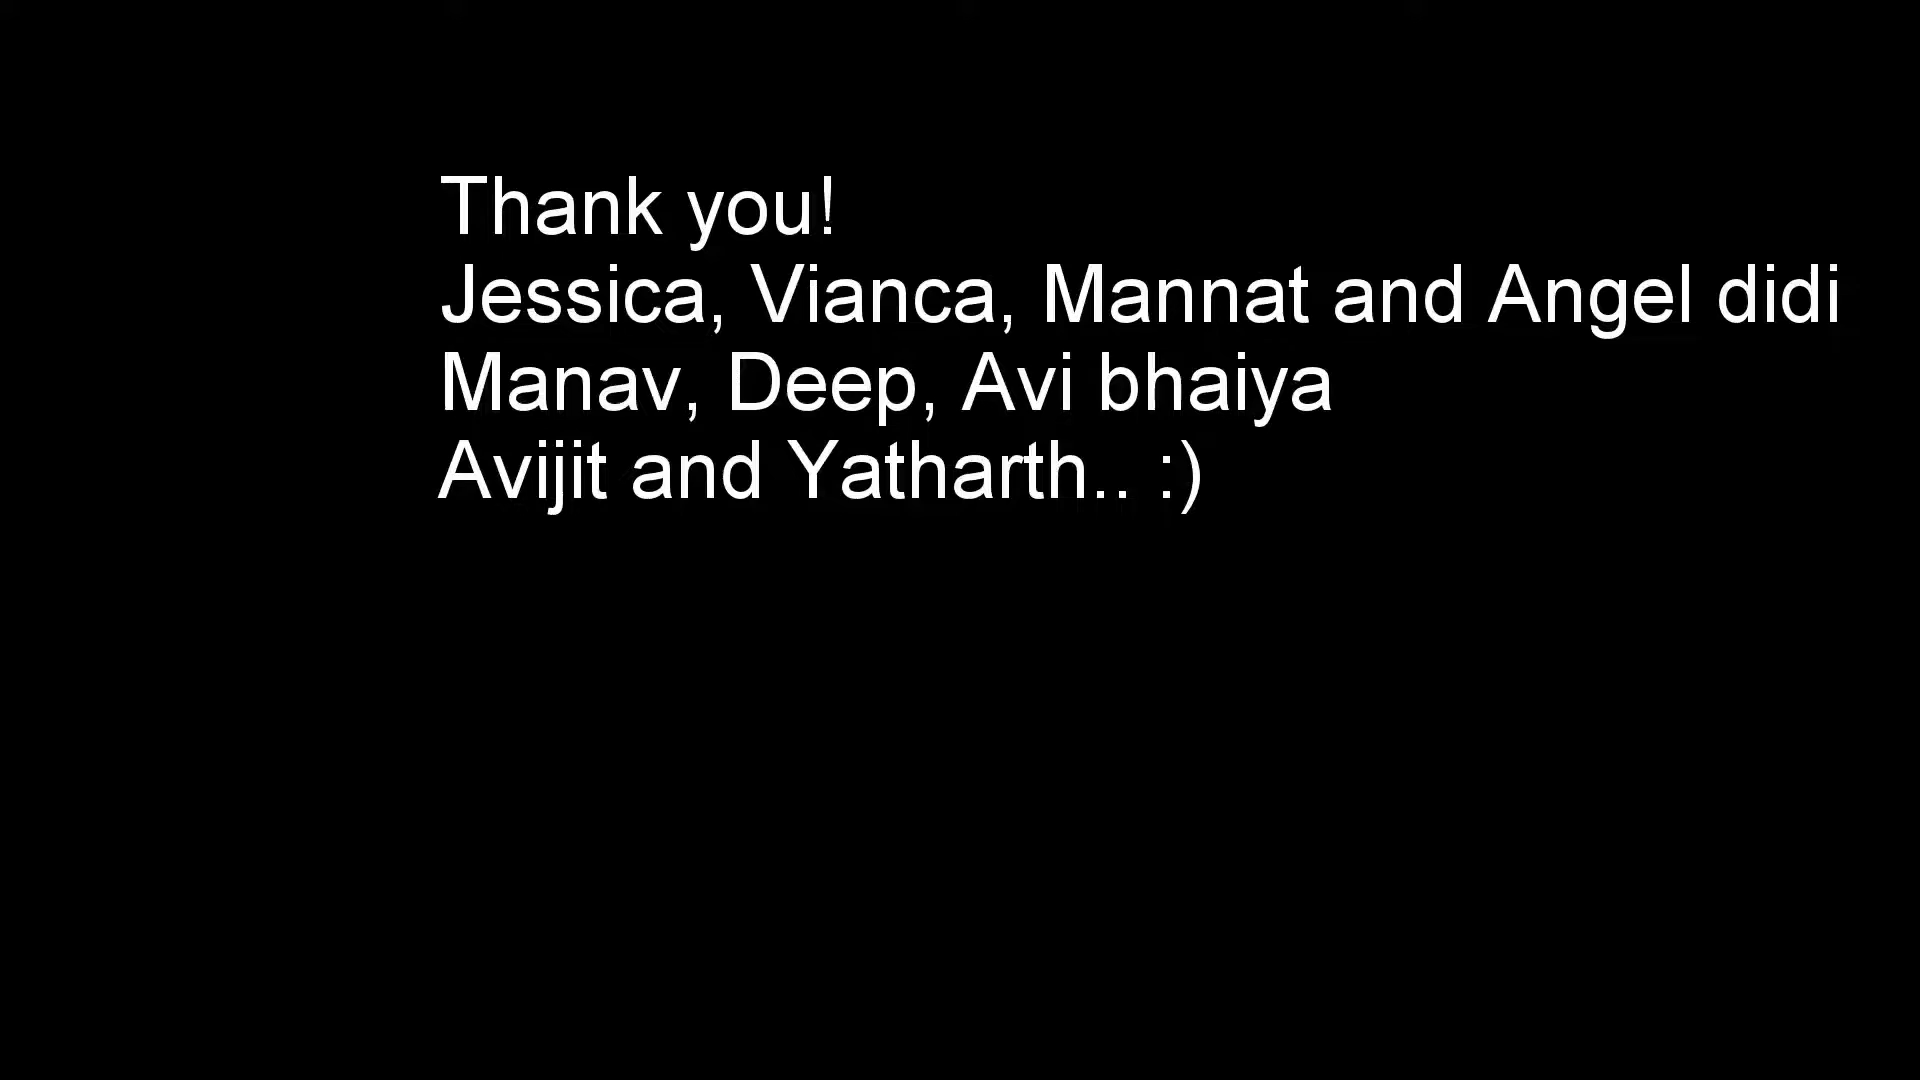 Thank you!
Jessica, Vianca, Mannat and Angel didi
Manav, Deep, Avi bhaiya
Avijit and Yatharth.. :)